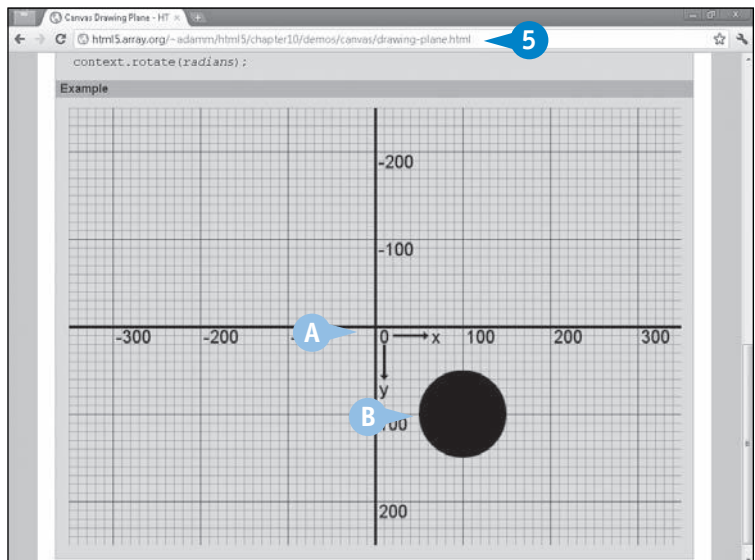 Canvas Drawing Plane - HT
html5.array.org/~adamm/html5/chapter10/demos/canvas/drawing-plane.html
5
context.rotate(radians);
Example
-200
-100
-300 -200 A 0 x 100 200 300
y
B
200